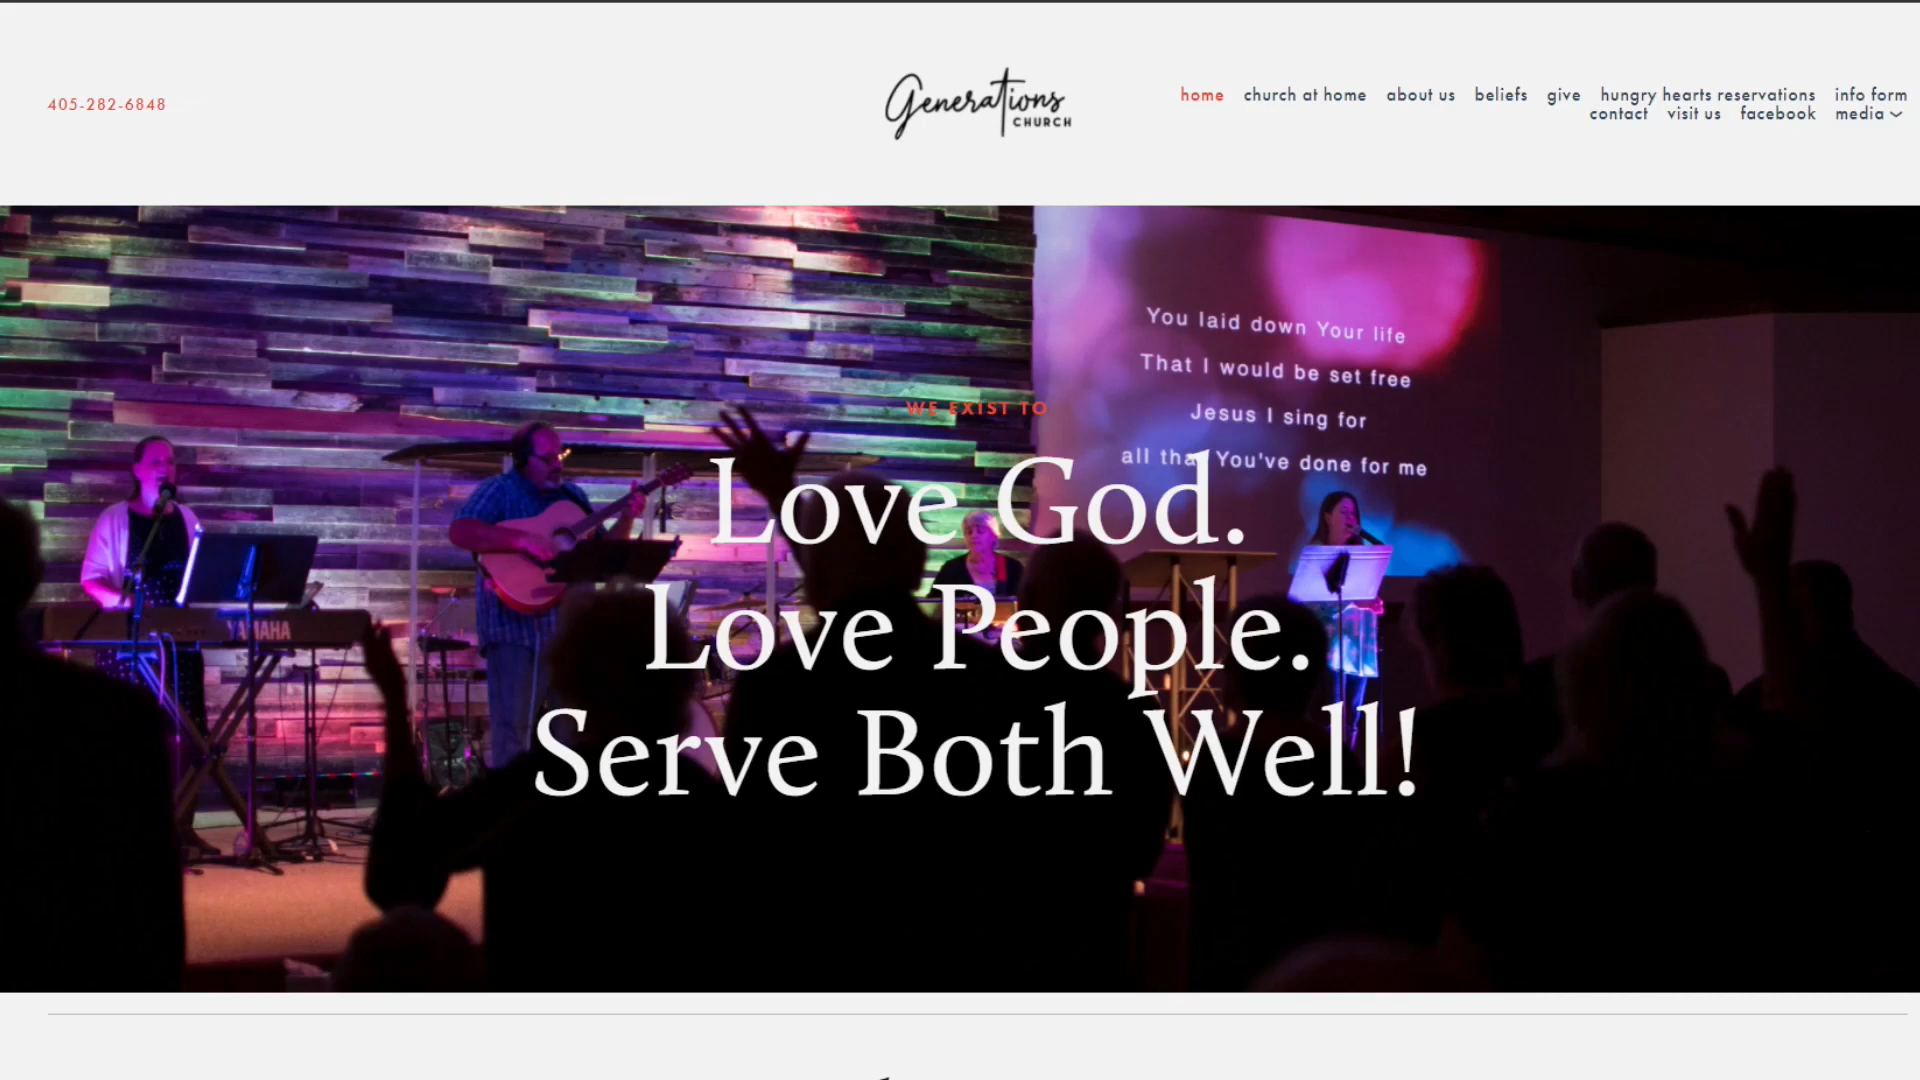 405-282-6848
Generations
CHURCH
home church at home about us beliefs give hungry hearts reservations info form
contact visit us facebook media
You laid down Your life
That I would be set free
Jesus I sing for
all that You've done for me
WE EXIST TO
Love God.
Love People.
Serve Both Well!
YAMAHA